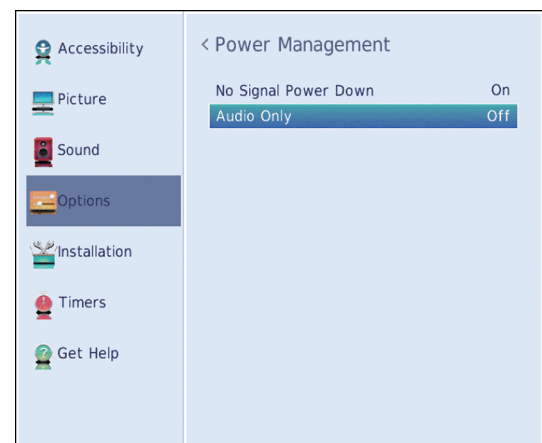 Accessibility
Picture
Sound
Options
Installation
Timers
Get Help
< Power Management
No Signal Power Down On
Audio Only Off